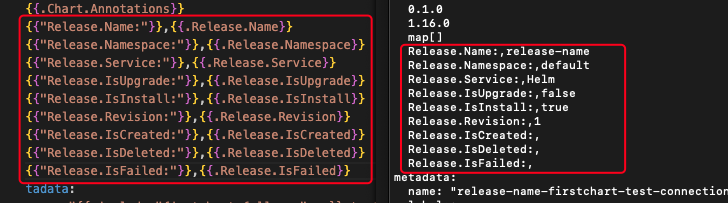 {{.Chart.Annotations}}
{{"Release.Name:"}},{{.Release.Name}}
{{"Release.Namespace:"}},{{.Release.Namespace}}
{{"Release.Service:"}},{{.Release.Service}}
{{"Release.IsUpgrade:"}},{{.Release.IsUpgrade}}
{{"Release.IsInstall:"}},{{.Release.IsInstall}}
{{"Release.Revision:"}},{{.Release.Revision}}
{{"Release.IsCreated:"}},{{.Release.IsCreated}}
{{"Release.IsDeleted:"}},{{.Release.IsDeleted}}
{{"Release.IsFailed:"}},{{.Release.IsFailed}}
tadata:
0.1.0
1.16.0
map[]
Release.Name:,release-name
Release.Namespace:,default
Release.Service:,Helm
Release.IsUpgrade:,false
Release.IsInstall:,true
Release.Revision:,1
Release.IsCreated:,
Release.IsDeleted:,
Release.IsFailed:,
metadata:
name: "release-name-firstchart-test-connection